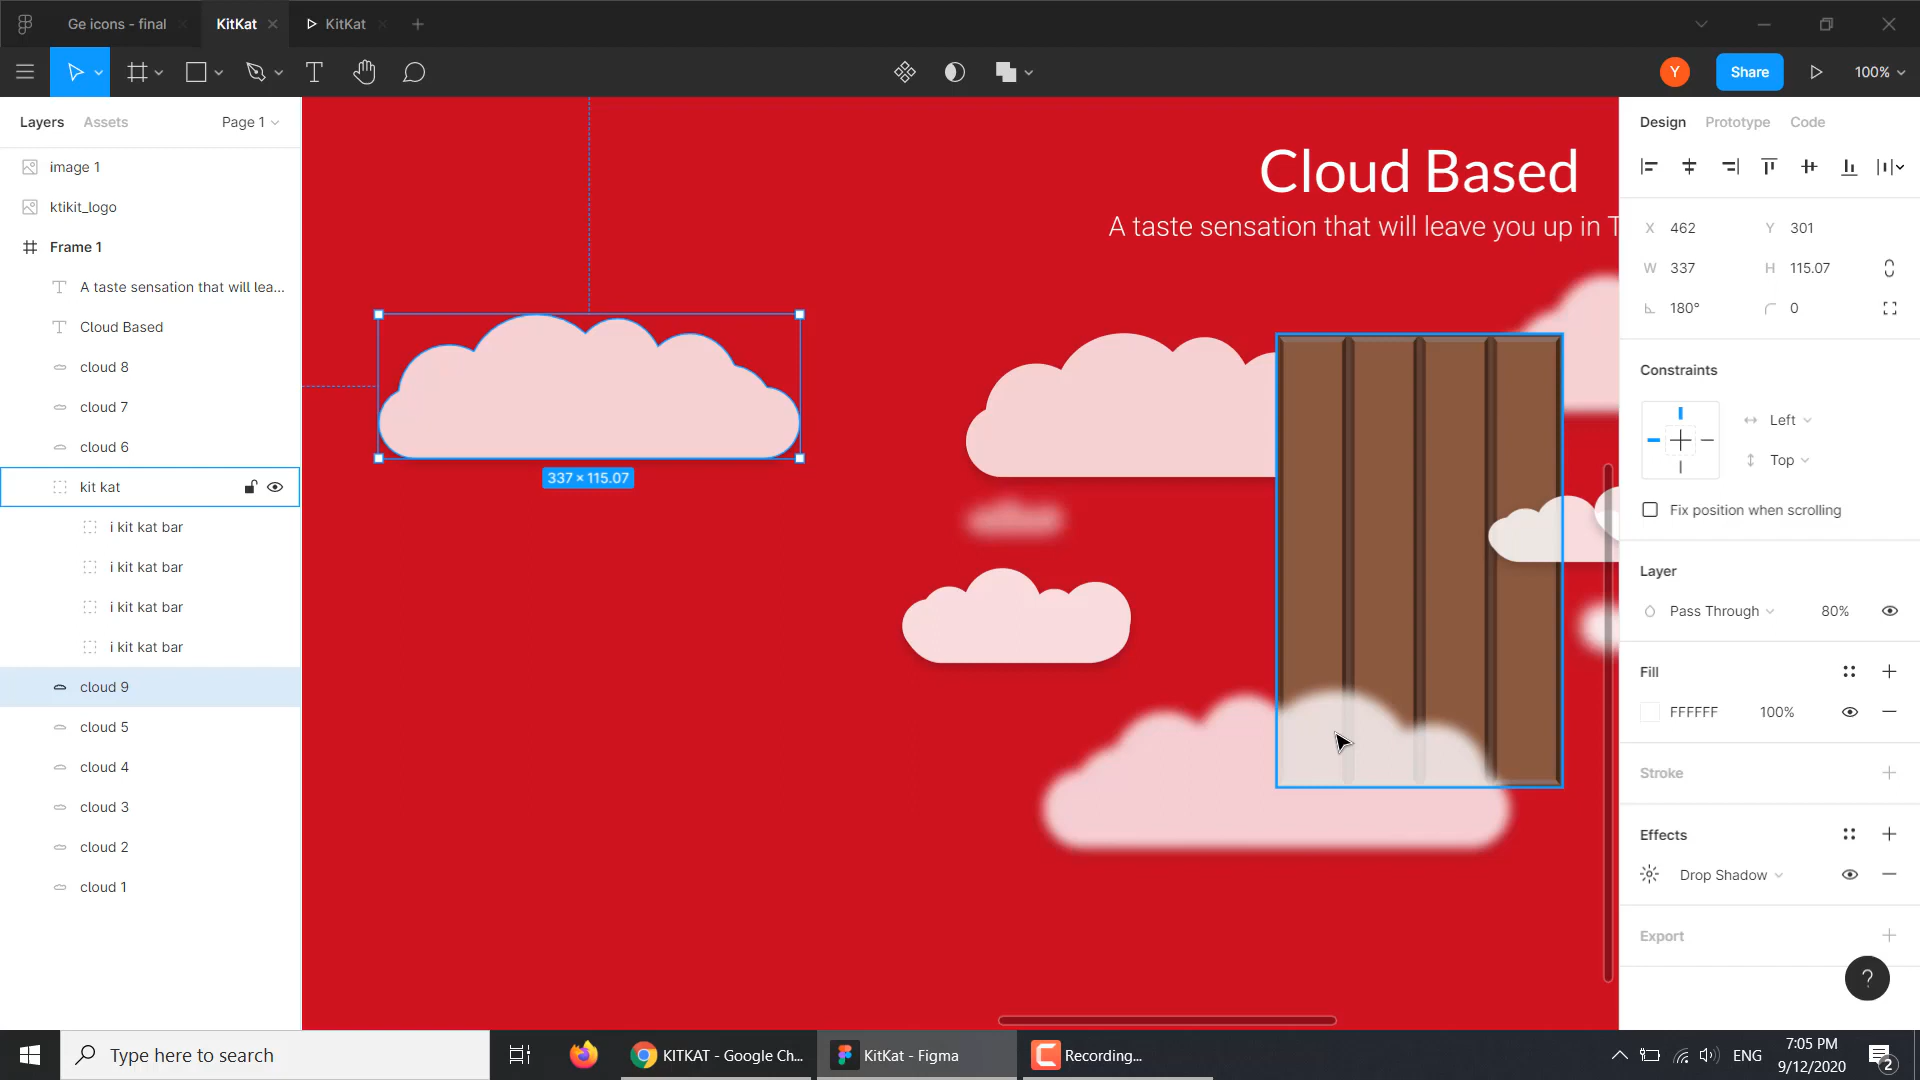 Ge icons - final
KitKat
KitKat
Share
100%
Layers
Assets
Page 1
Design
Prototype
Code
image 1
ktikit_logo
Frame 1
A taste sensation that will lea...
Cloud Based
cloud 8
cloud 7
cloud 6
kit kat
i kit kat bar
i kit kat bar
i kit kat bar
i kit kat bar
cloud 9
cloud 5
cloud 4
cloud 3
cloud 2
cloud 1
Cloud Based
A taste sensation that will leave you up in T
337 × 115.07
X 462 Y 301
W 337 H 115.07
180° 0
Constraints
Left
Top
Fix position when scrolling
Layer
Pass Through 80%
Fill
FFFFFF 100%
Stroke
Effects
Drop Shadow
Export
?
Y
Type here to search
KITKAT - Google Ch...
KitKat - Figma
Recording...
ENG
7:05 PM
9/12/2020
2